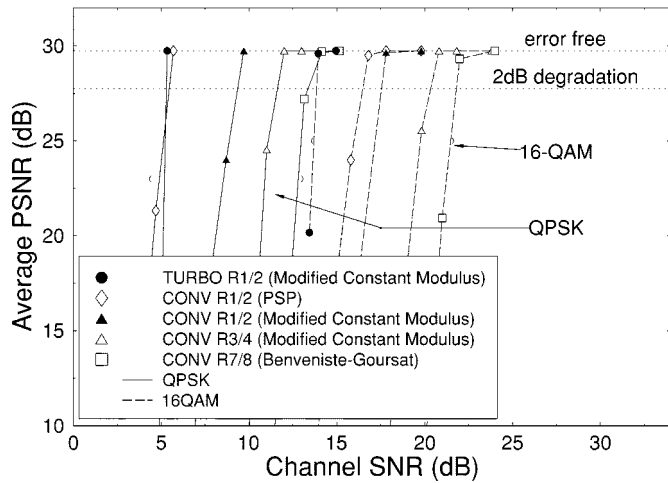 30
25
20
15
10
Average PSNR (dB)
error free
2dB degradation
16-QAM
QPSK
TURBO R1/2 (Modified Constant Modulus)
CONV R1/2 (PSP)
CONV R1/2 (Modified Constant Modulus)
CONV R3/4 (Modified Constant Modulus)
CONV R7/8 (Benveniste-Goursat)
QPSK
16QAM
0 5 10 15 20 25 30
Channel SNR (dB)